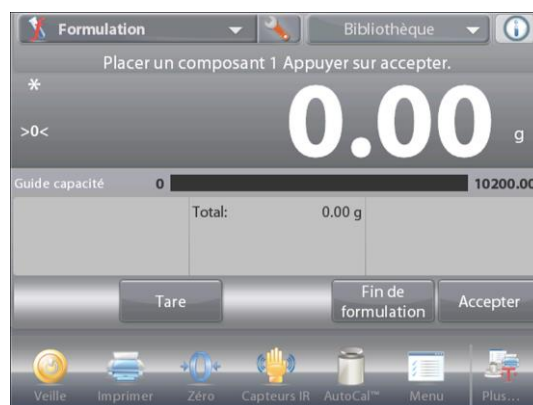 Formulation
Bibliothèque
Placer un composant 1 Appuyer sur accepter.
*
>0<
0.00 g
Guide capacité 0 10200.00
Total: 0.00 g
Tare
Fin de
formulation
Accepter
Veille Imprimer Zéro Capteurs IR AutoCal™ Menu Plus...